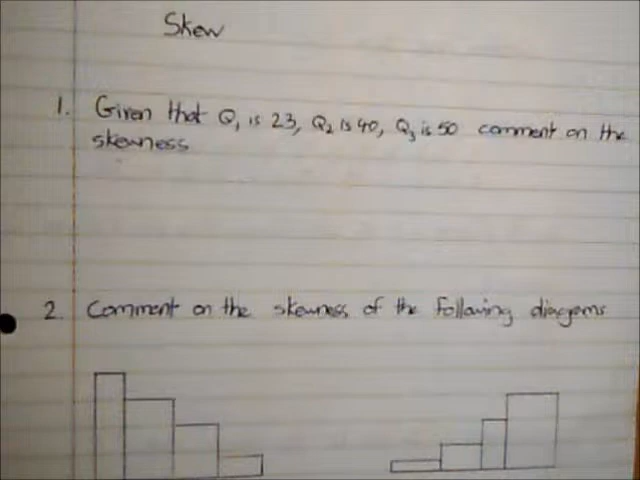 Skew
1. Given that Q₁ is 23, Q₂ is 40, Q₃ is 50 comment on the
skewness
2. Comment on the skewness of the following diagrams